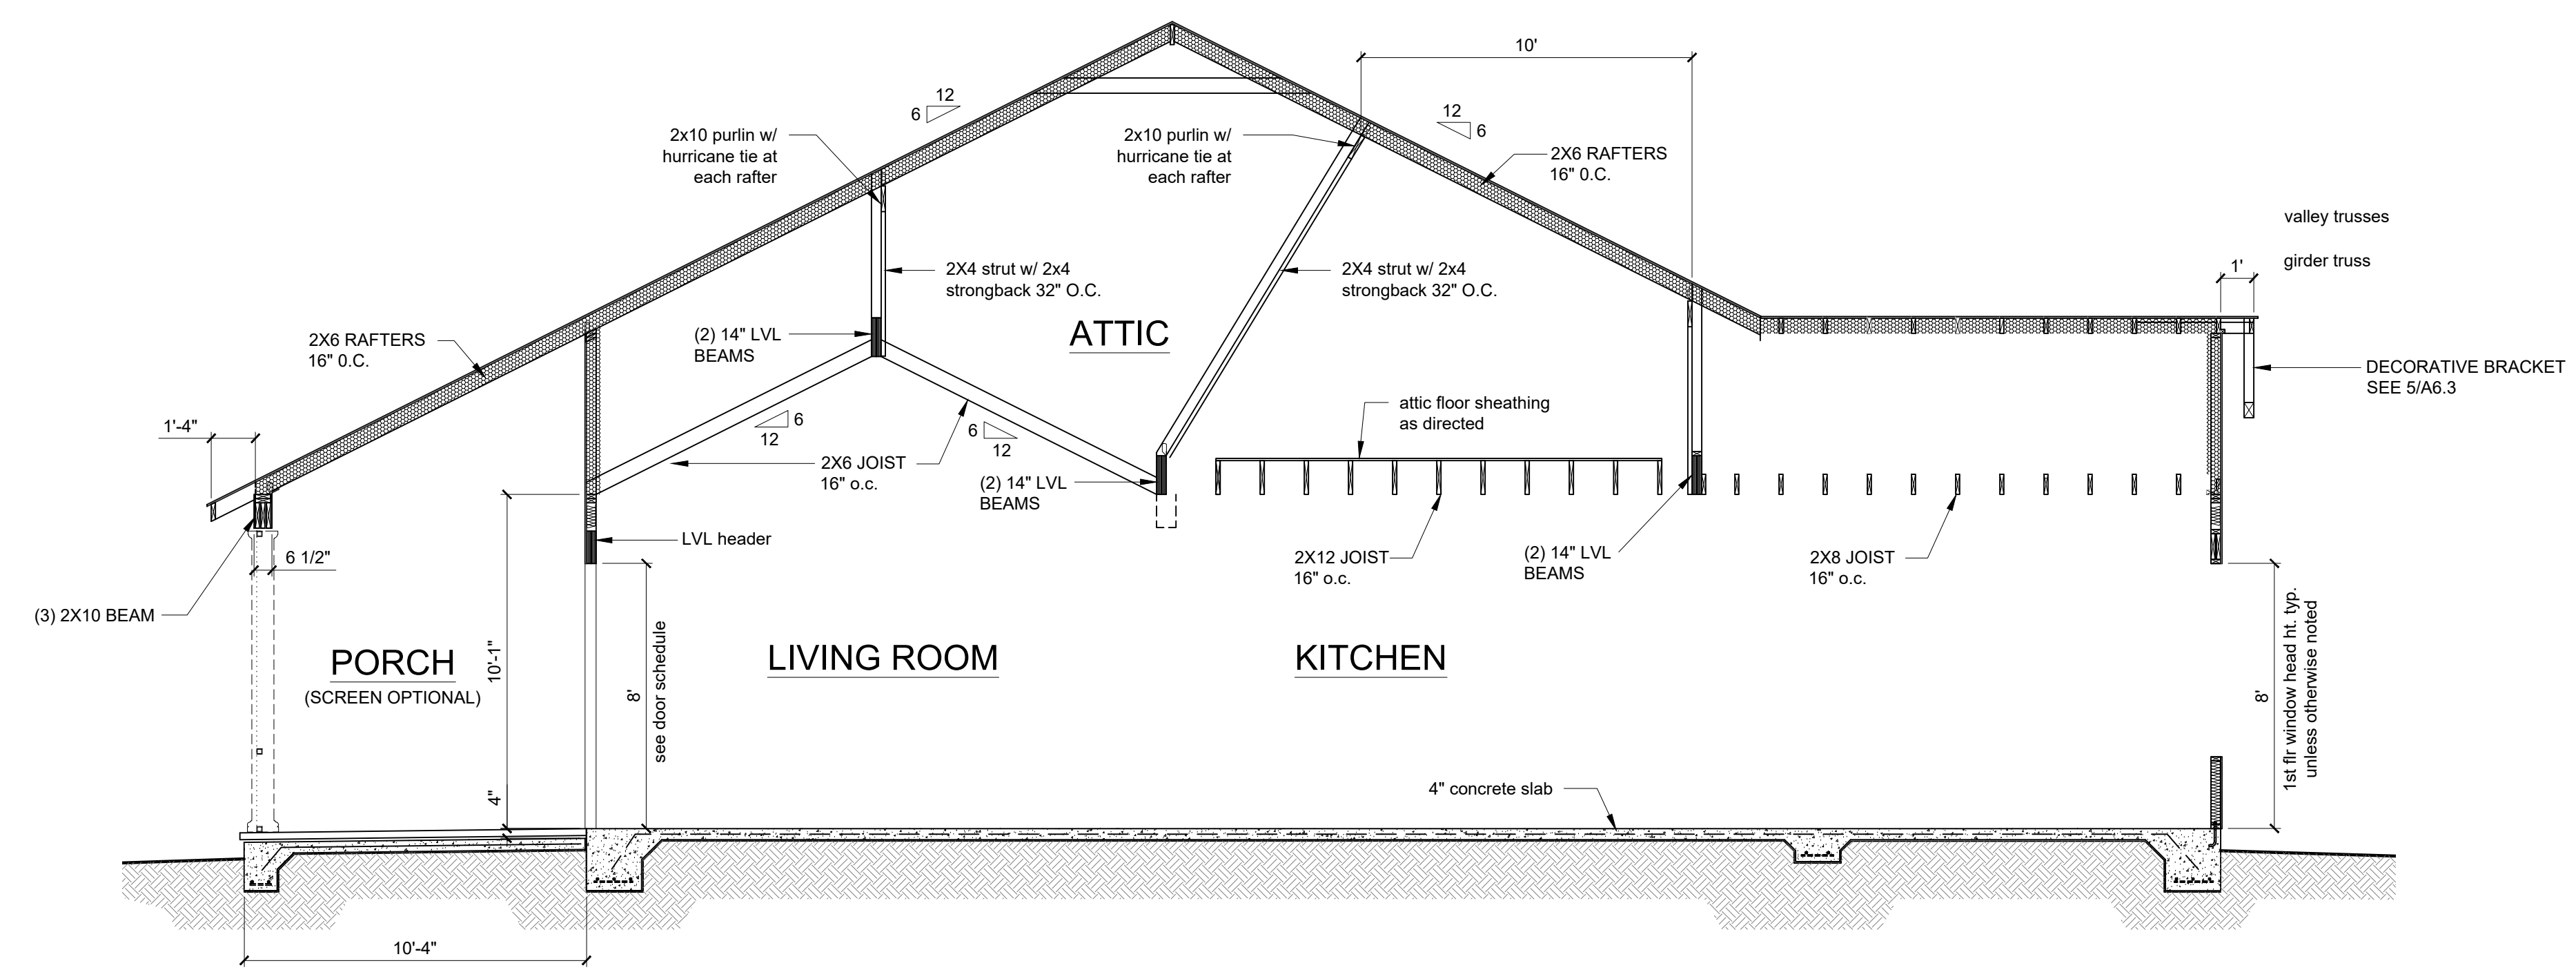 10'
12
6
12
6
2x10 purlin w/
hurricane tie at
each rafter
2x10 purlin w/
hurricane tie at
each rafter
2X6 RAFTERS
16" 0.C.
valley trusses
girder truss
1'
2X4 strut w/ 2x4
strongback 32" O.C.
2X4 strut w/ 2x4
strongback 32" O.C.
(2) 14" LVL
BEAMS
ATTIC
2X6 RAFTERS
16" 0.C.
DECORATIVE BRACKET
SEE 5/A6.3
1'-4"
6
12
6
12
attic floor sheathing
as directed
2X6 JOIST
16" o.c.
(2) 14" LVL
BEAMS
LVL header
6 1/2"
2X12 JOIST
16" o.c.
(2) 14" LVL
BEAMS
2X8 JOIST
16" o.c.
(3) 2X10 BEAM
PORCH
(SCREEN OPTIONAL)
10'-1"
4"
8'
see door schedule
LIVING ROOM
KITCHEN
8'
1st flr window head ht. typ.
unless otherwise noted
4" concrete slab
10'-4"